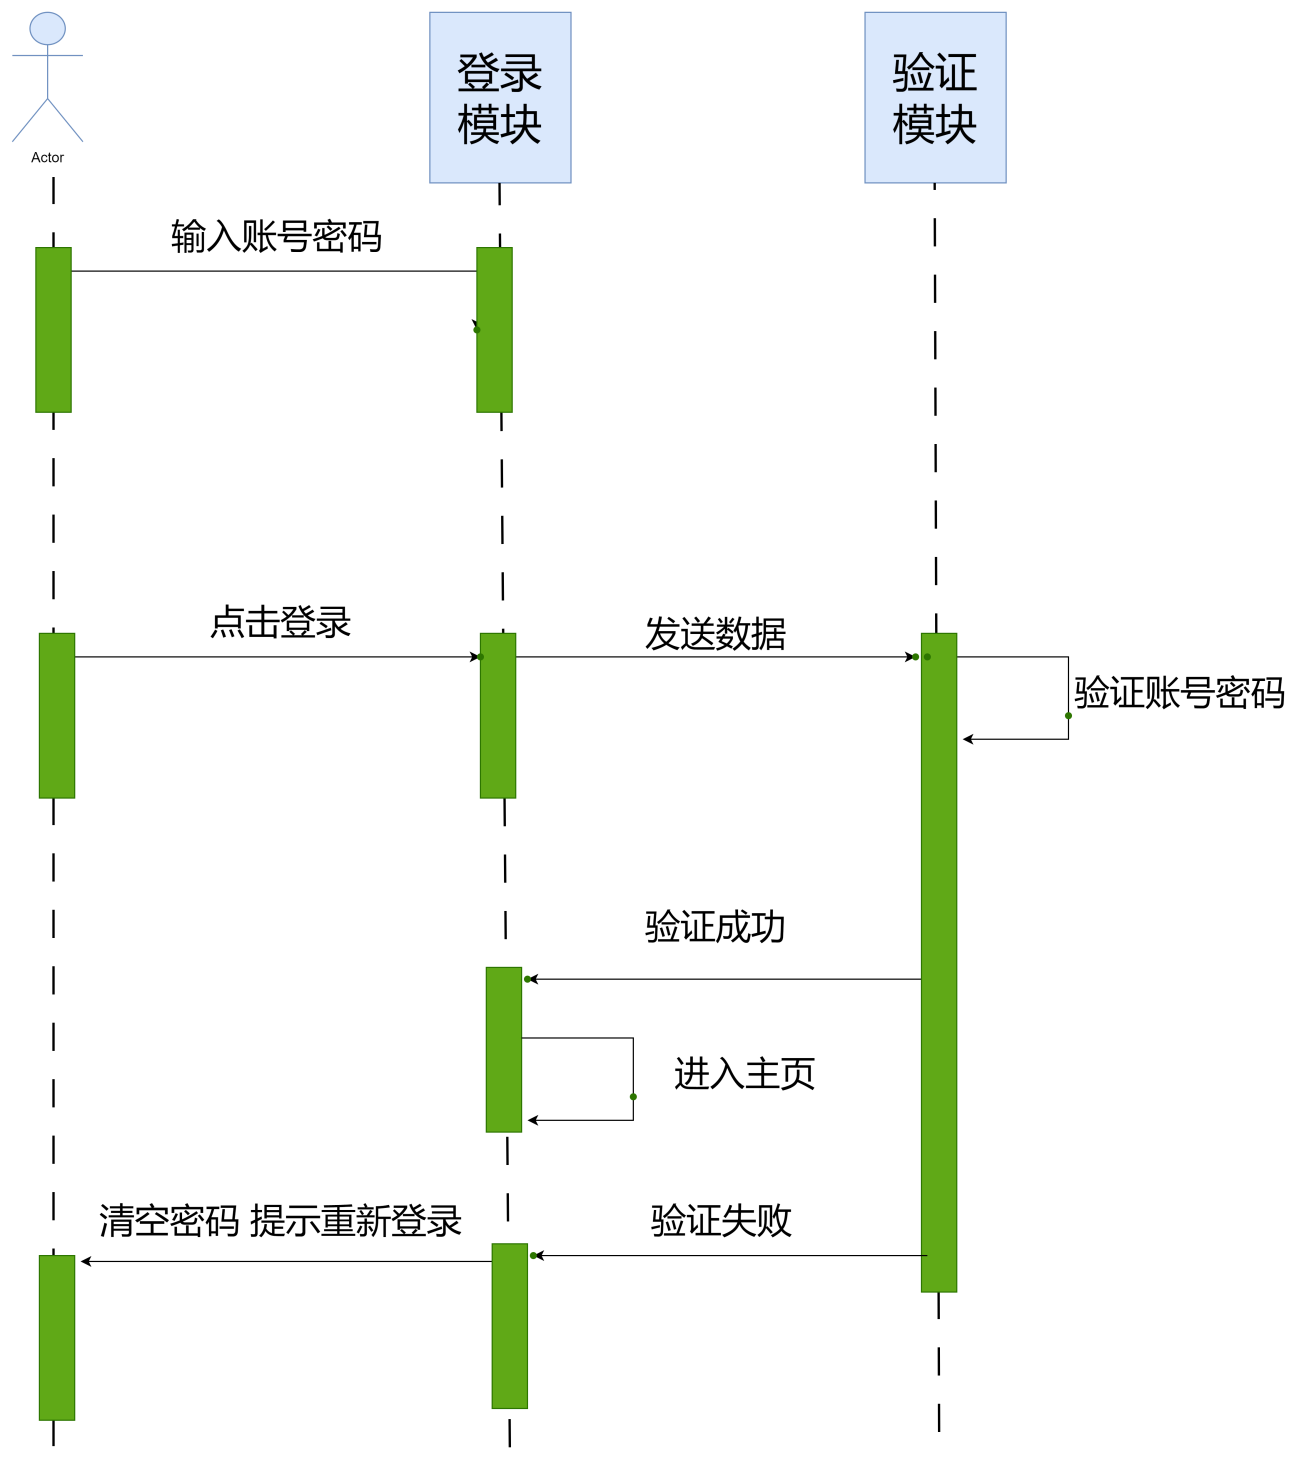 登录
模块
验证
模块
Actor
输入账号密码
点击登录
发送数据
验证账号密码
验证成功
进入主页
清空密码 提示重新登录
验证失败